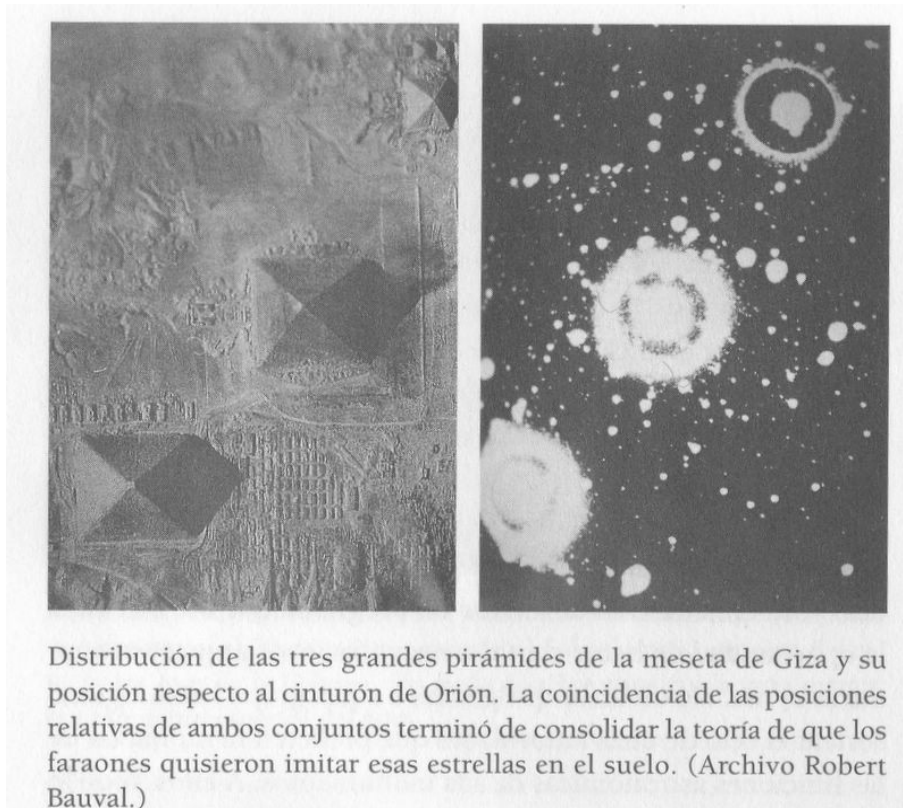 Distribución de las tres grandes pirámides de la meseta de Giza y su
posición respecto al cinturón de Orión. La coincidencia de las posiciones
relativas de ambos conjuntos terminó de consolidar la teoría de que los
faraones quisieron imitar esas estrellas en el suelo. (Archivo Robert
Bauval.)